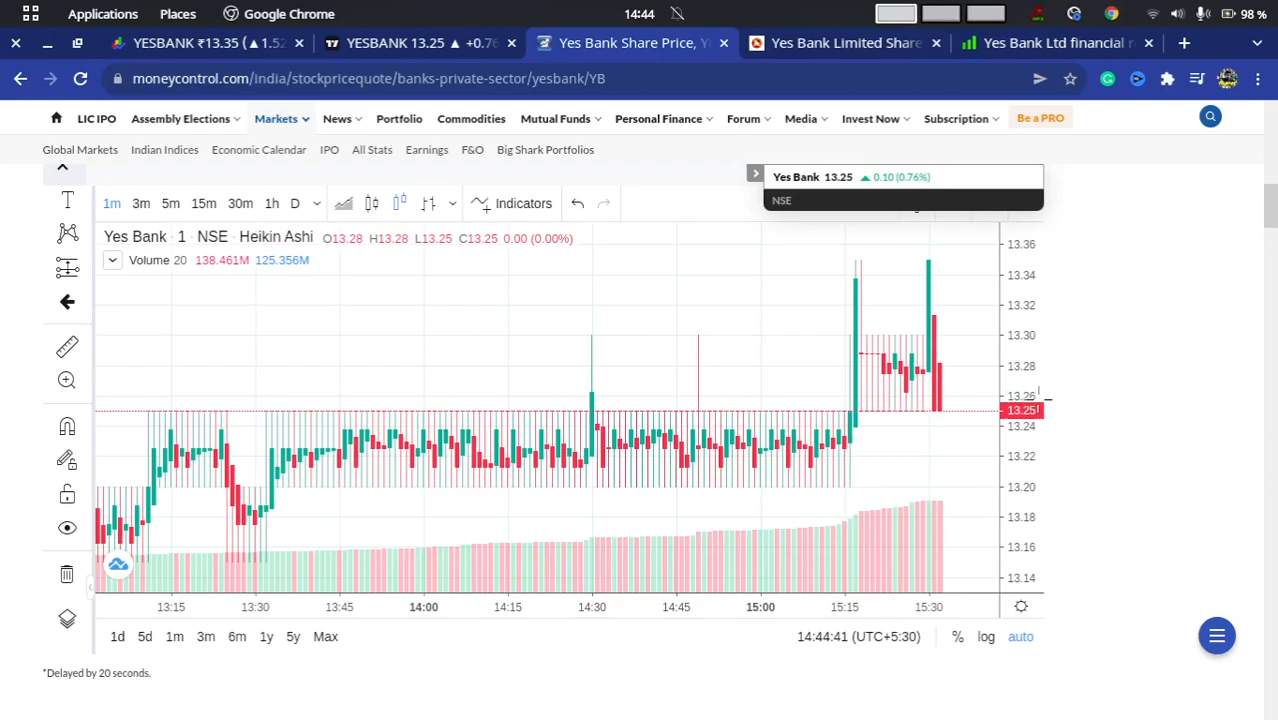 Applications Places Google Chrome 14:44 98 %
YESBANK ₹13.35 (▲1.52 YESBANK 13.25 ▲ +0.76 Yes Bank Share Price, Ye Yes Bank Limited Share Yes Bank Ltd financial re
moneycontrol.com/india/stockpricequote/banks-private-sector/yesbank/YB
LIC IPO Assembly Elections Markets News Portfolio Commodities Mutual Funds Personal Finance Forum Media Invest Now Subscription Be a PRO
Global Markets Indian Indices Economic Calendar IPO All Stats Earnings F&O Big Shark Portfolios
Yes Bank 13.25 ▲ 0.10 (0.76%)
NSE
1m 3m 5m 15m 30m 1h D Indicators
Yes Bank · 1 · NSE · Heikin Ashi O13.28 H13.28 L13.25 C13.25 0.00 (0.00%)
Volume 20 138.461M 125.356M
13.36
13.34
13.32
13.30
13.28
13.26
13.25
13.24
13.22
13.20
13.18
13.16
13.14
13:15 13:30 13:45 14:00 14:15 14:30 14:45 15:00 15:15 15:30
1d 5d 1m 3m 6m 1y 5y Max 14:44:41 (UTC+5:30) % log auto
*Delayed by 20 seconds.